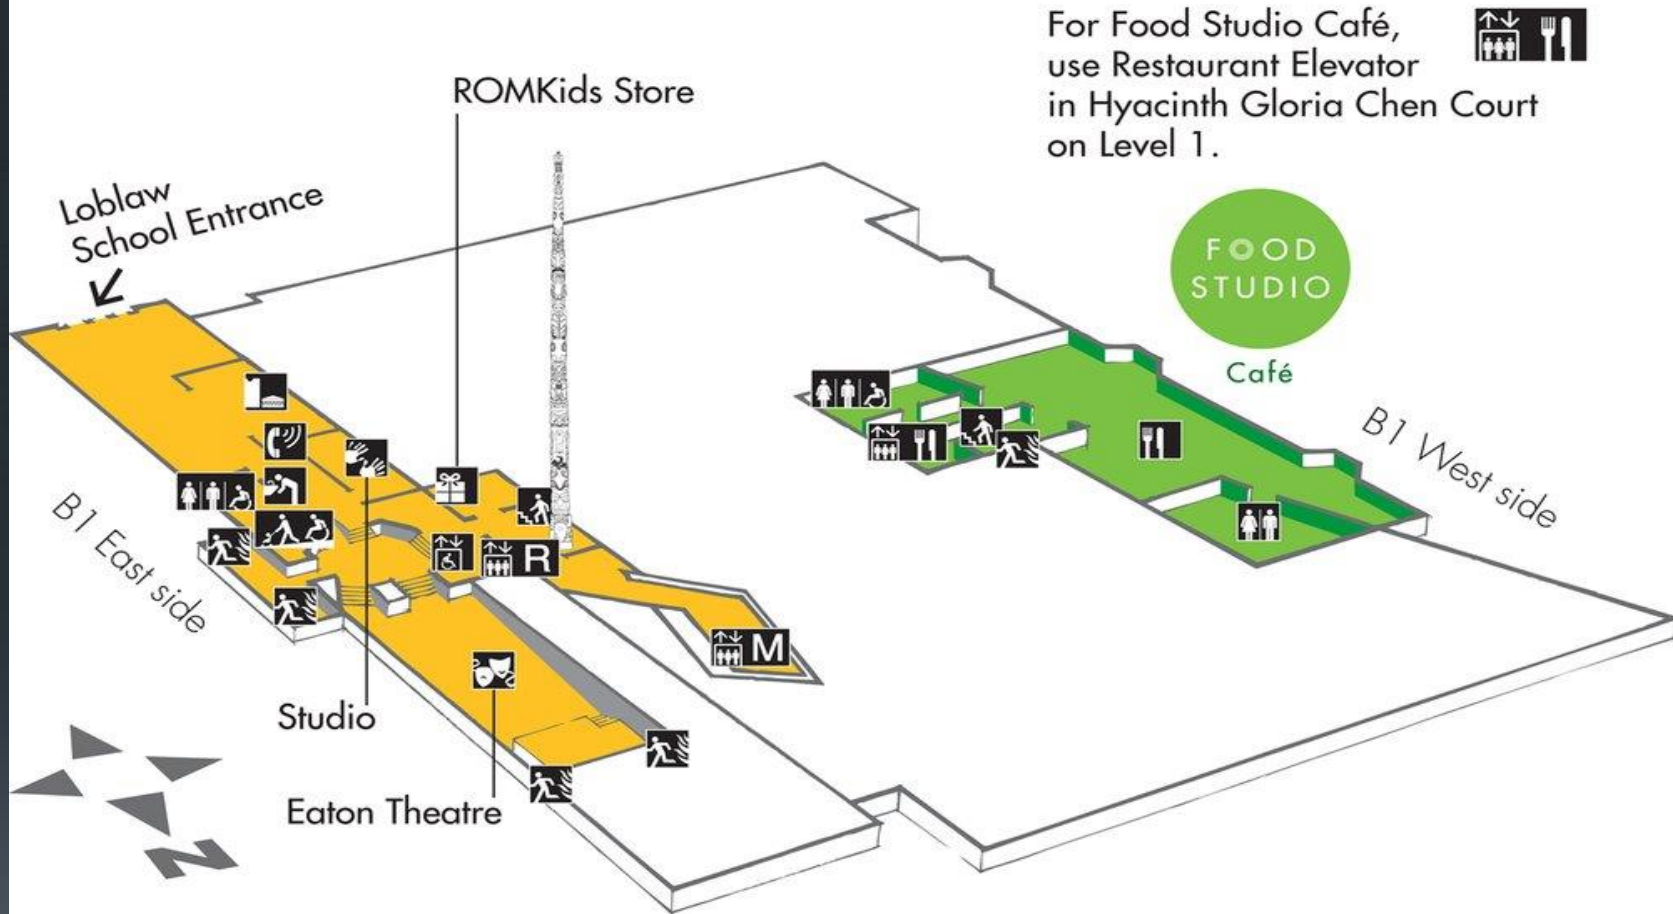 For Food Studio Café,
use Restaurant Elevator
in Hyacinth Gloria Chen Court
on Level 1.
ROMKids Store
Loblaw
School Entrance
FOOD
STUDIO
Café
B1 West side
B1 East side
R
M
Studio
Eaton Theatre
N